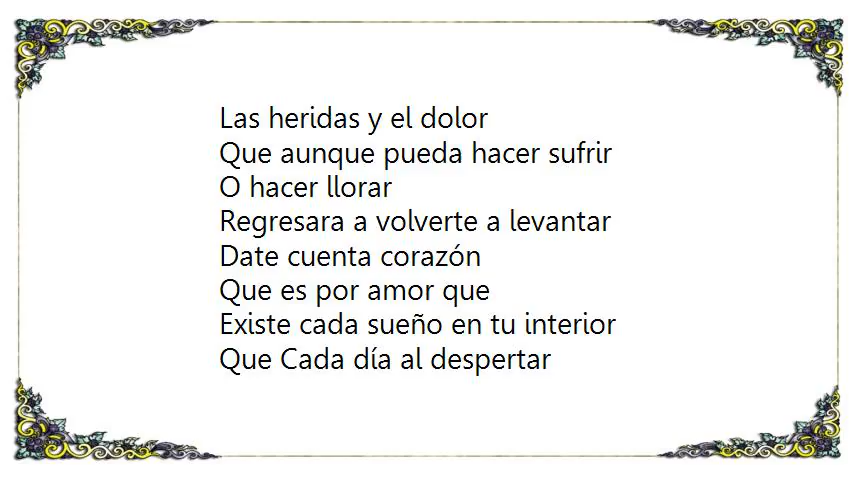 Las heridas y el dolor
Que aunque pueda hacer sufrir
O hacer llorar
Regresara a volverte a levantar
Date cuenta corazón
Que es por amor que
Existe cada sueño en tu interior
Que Cada día al despertar